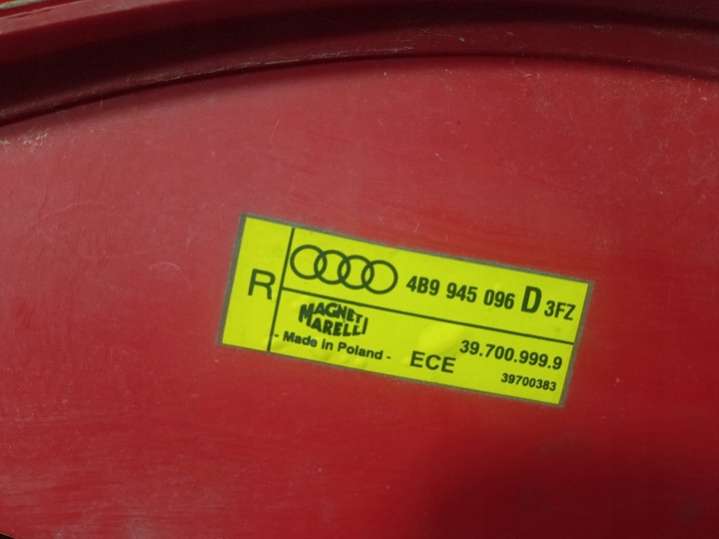 R
4B9 945 096 D 3FZ
MAGNETI
MARELLI
- Made in Poland -
ECE
39.700.999.9
39700383